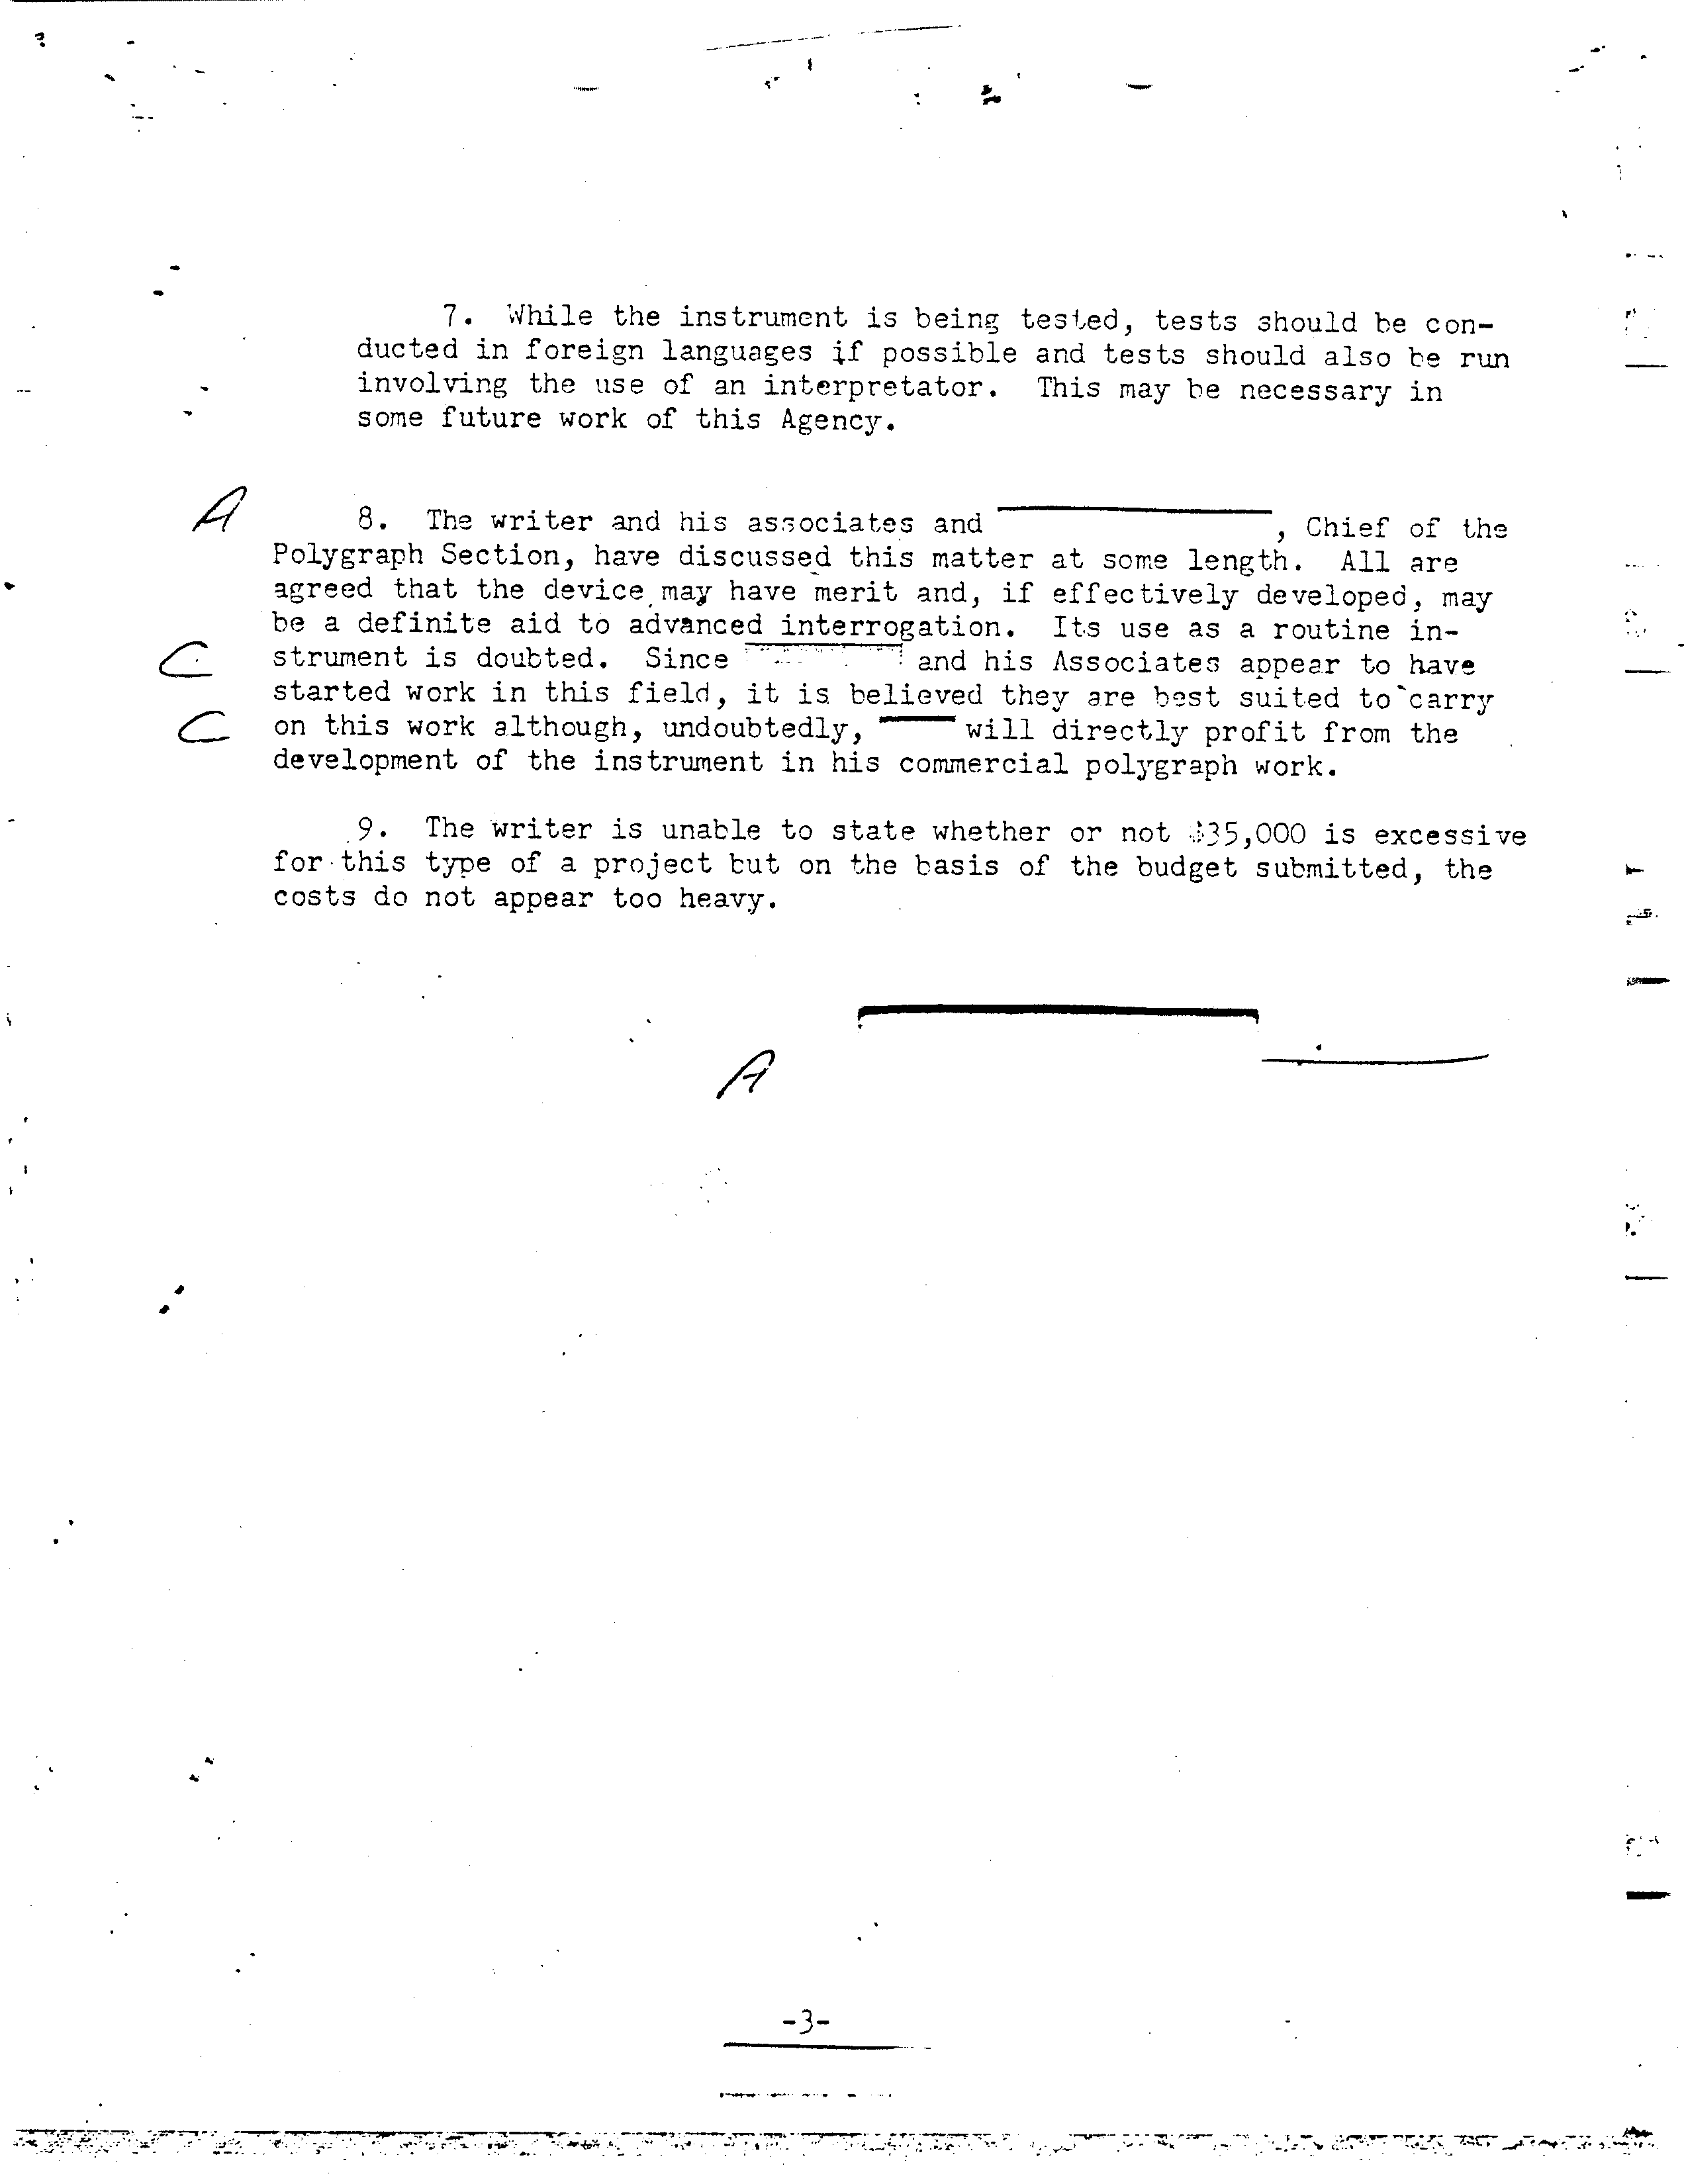 7. While the instrument is being tested, tests should be con-
ducted in foreign languages if possible and tests should also be run
involving the use of an interpretator. This may be necessary in
some future work of this Agency.
A
8. The writer and his associates and , Chief of the
Polygraph Section, have discussed this matter at some length. All are
agreed that the device may have merit and, if effectively developed, may
be a definite aid to advanced interrogation. Its use as a routine in-
C strument is doubted. Since and his Associates appear to have
started work in this field, it is believed they are best suited to carry
C on this work although, undoubtedly, will directly profit from the
development of the instrument in his commercial polygraph work.
9. The writer is unable to state whether or not $35,000 is excessive
for this type of a project but on the basis of the budget submitted, the
costs do not appear too heavy.
A
-3-